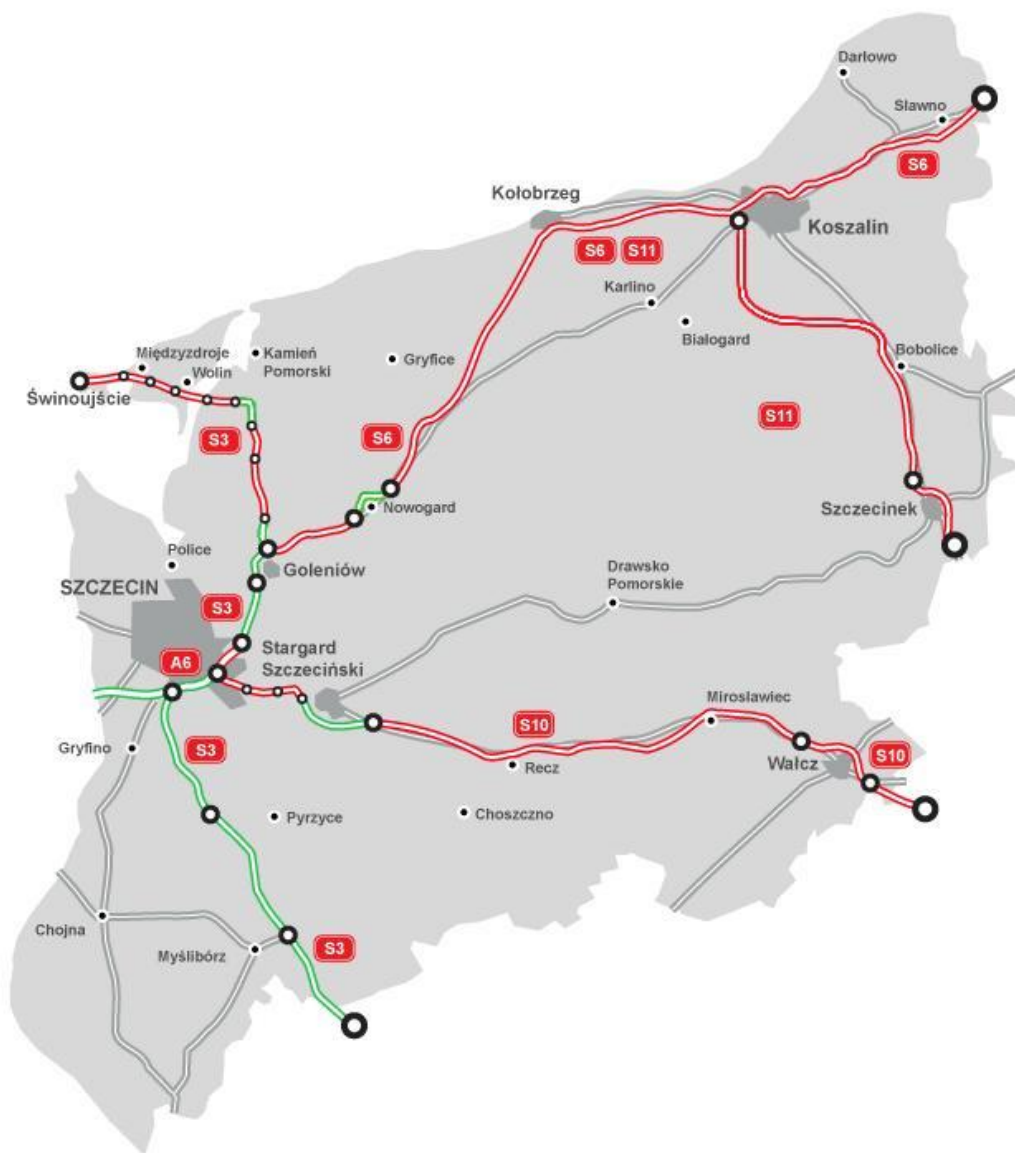 Darłowo
Sławno
S6
Kołobrzeg
Koszalin
S6
S11
Karlino
Białogard
Międzyzdroje
Wolin
Kamień
Pomorski
Gryfice
Bobolice
Świnoujście
S3
S6
S11
Nowogard
Szczecinek
Police
Goleniów
SZCZECIN
Drawsko
Pomorskie
S3
Stargard
Szczeciński
A6
Mirosławiec
S10
Gryfino
S3
Recz
Wałcz
S10
Pyrzyce
Choszczno
Chojna
Myślibórz
S3